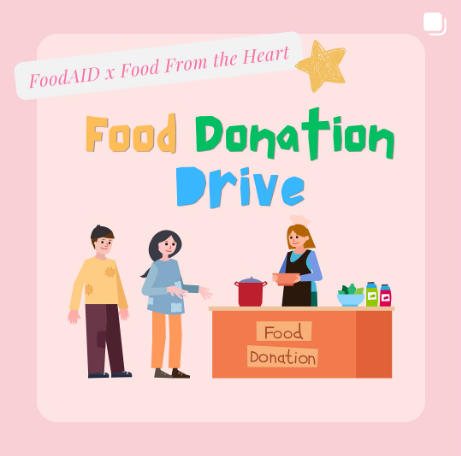 FoodAID x Food From the Heart
Food Donation
Drive
Food
Donation